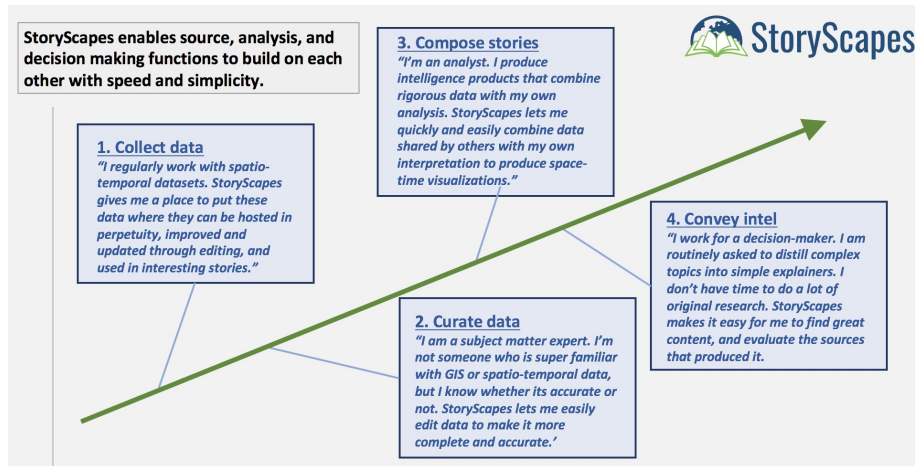 StoryScapes enables source, analysis, and
decision making functions to build on each
other with speed and simplicity.
StoryScapes
1. Collect data
“I regularly work with spatio-
temporal datasets. StoryScapes
gives me a place to put these
data where they can be hosted in
perpetuity, improved and
updated through editing, and
used in interesting stories.”
2. Curate data
“I am a subject matter expert. I’m
not someone who is super familiar
with GIS or spatio-temporal data,
but I know whether its accurate or
not. StoryScapes lets me easily
edit data to make it more
complete and accurate.’
3. Compose stories
“I’m an analyst. I produce
intelligence products that combine
rigorous data with my own
analysis. StoryScapes lets me
quickly and easily combine data
shared by others with my own
interpretation to produce space-
time visualizations.”
4. Convey intel
“I work for a decision-maker. I am
routinely asked to distill complex
topics into simple explainers. I
don’t have time to do a lot of
original research. StoryScapes
makes it easy for me to find great
content, and evaluate the sources
that produced it.